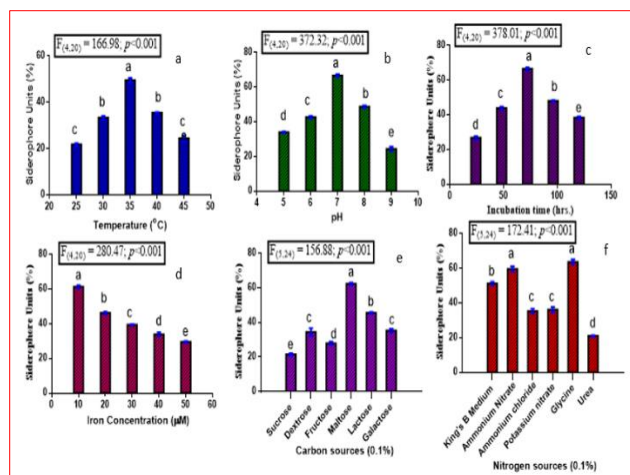 F(4,20) = 166.98; p<0.001
a
Siderophore Units (%)
80
60
40
20
c
b
a
b
c
20 25 30 35 40 45 50
Temperature (°C)
F(4,20) = 372.32; p<0.001
b
Siderophore Units (%)
80
60
40
20
d
c
a
b
e
4 5 6 7 8 9 10
pH
F(4,20) = 378.01; p<0.001
c
Siderophore Units (%)
80
60
40
20
d
c
a
b
e
0 50 100 150
Incubation time (hrs.)
F(4,20) = 280.47; p<0.001
d
Siderophore Units (%)
80
60
40
20
0
a
b
c
d
e
0 10 20 30 40 50 60
Iron Concentration (µM)
F(5,24) = 156.88; p<0.001
e
Siderophore Units (%)
80
60
40
20
0
e
c
d
a
b
c
Sucrose
Dextrose
Fructose
Maltose
Lactose
Galactose
Carbon sources (0.1%)
F(5,24) = 172.41; p<0.001
f
Siderophore Units (%)
80
60
40
20
0
b
a
c
c
a
d
King's B Medium
Ammonium Nitrate
Ammonium chloride
Potassium nitrate
Glycine
Urea
Nitrogen sources (0.1%)